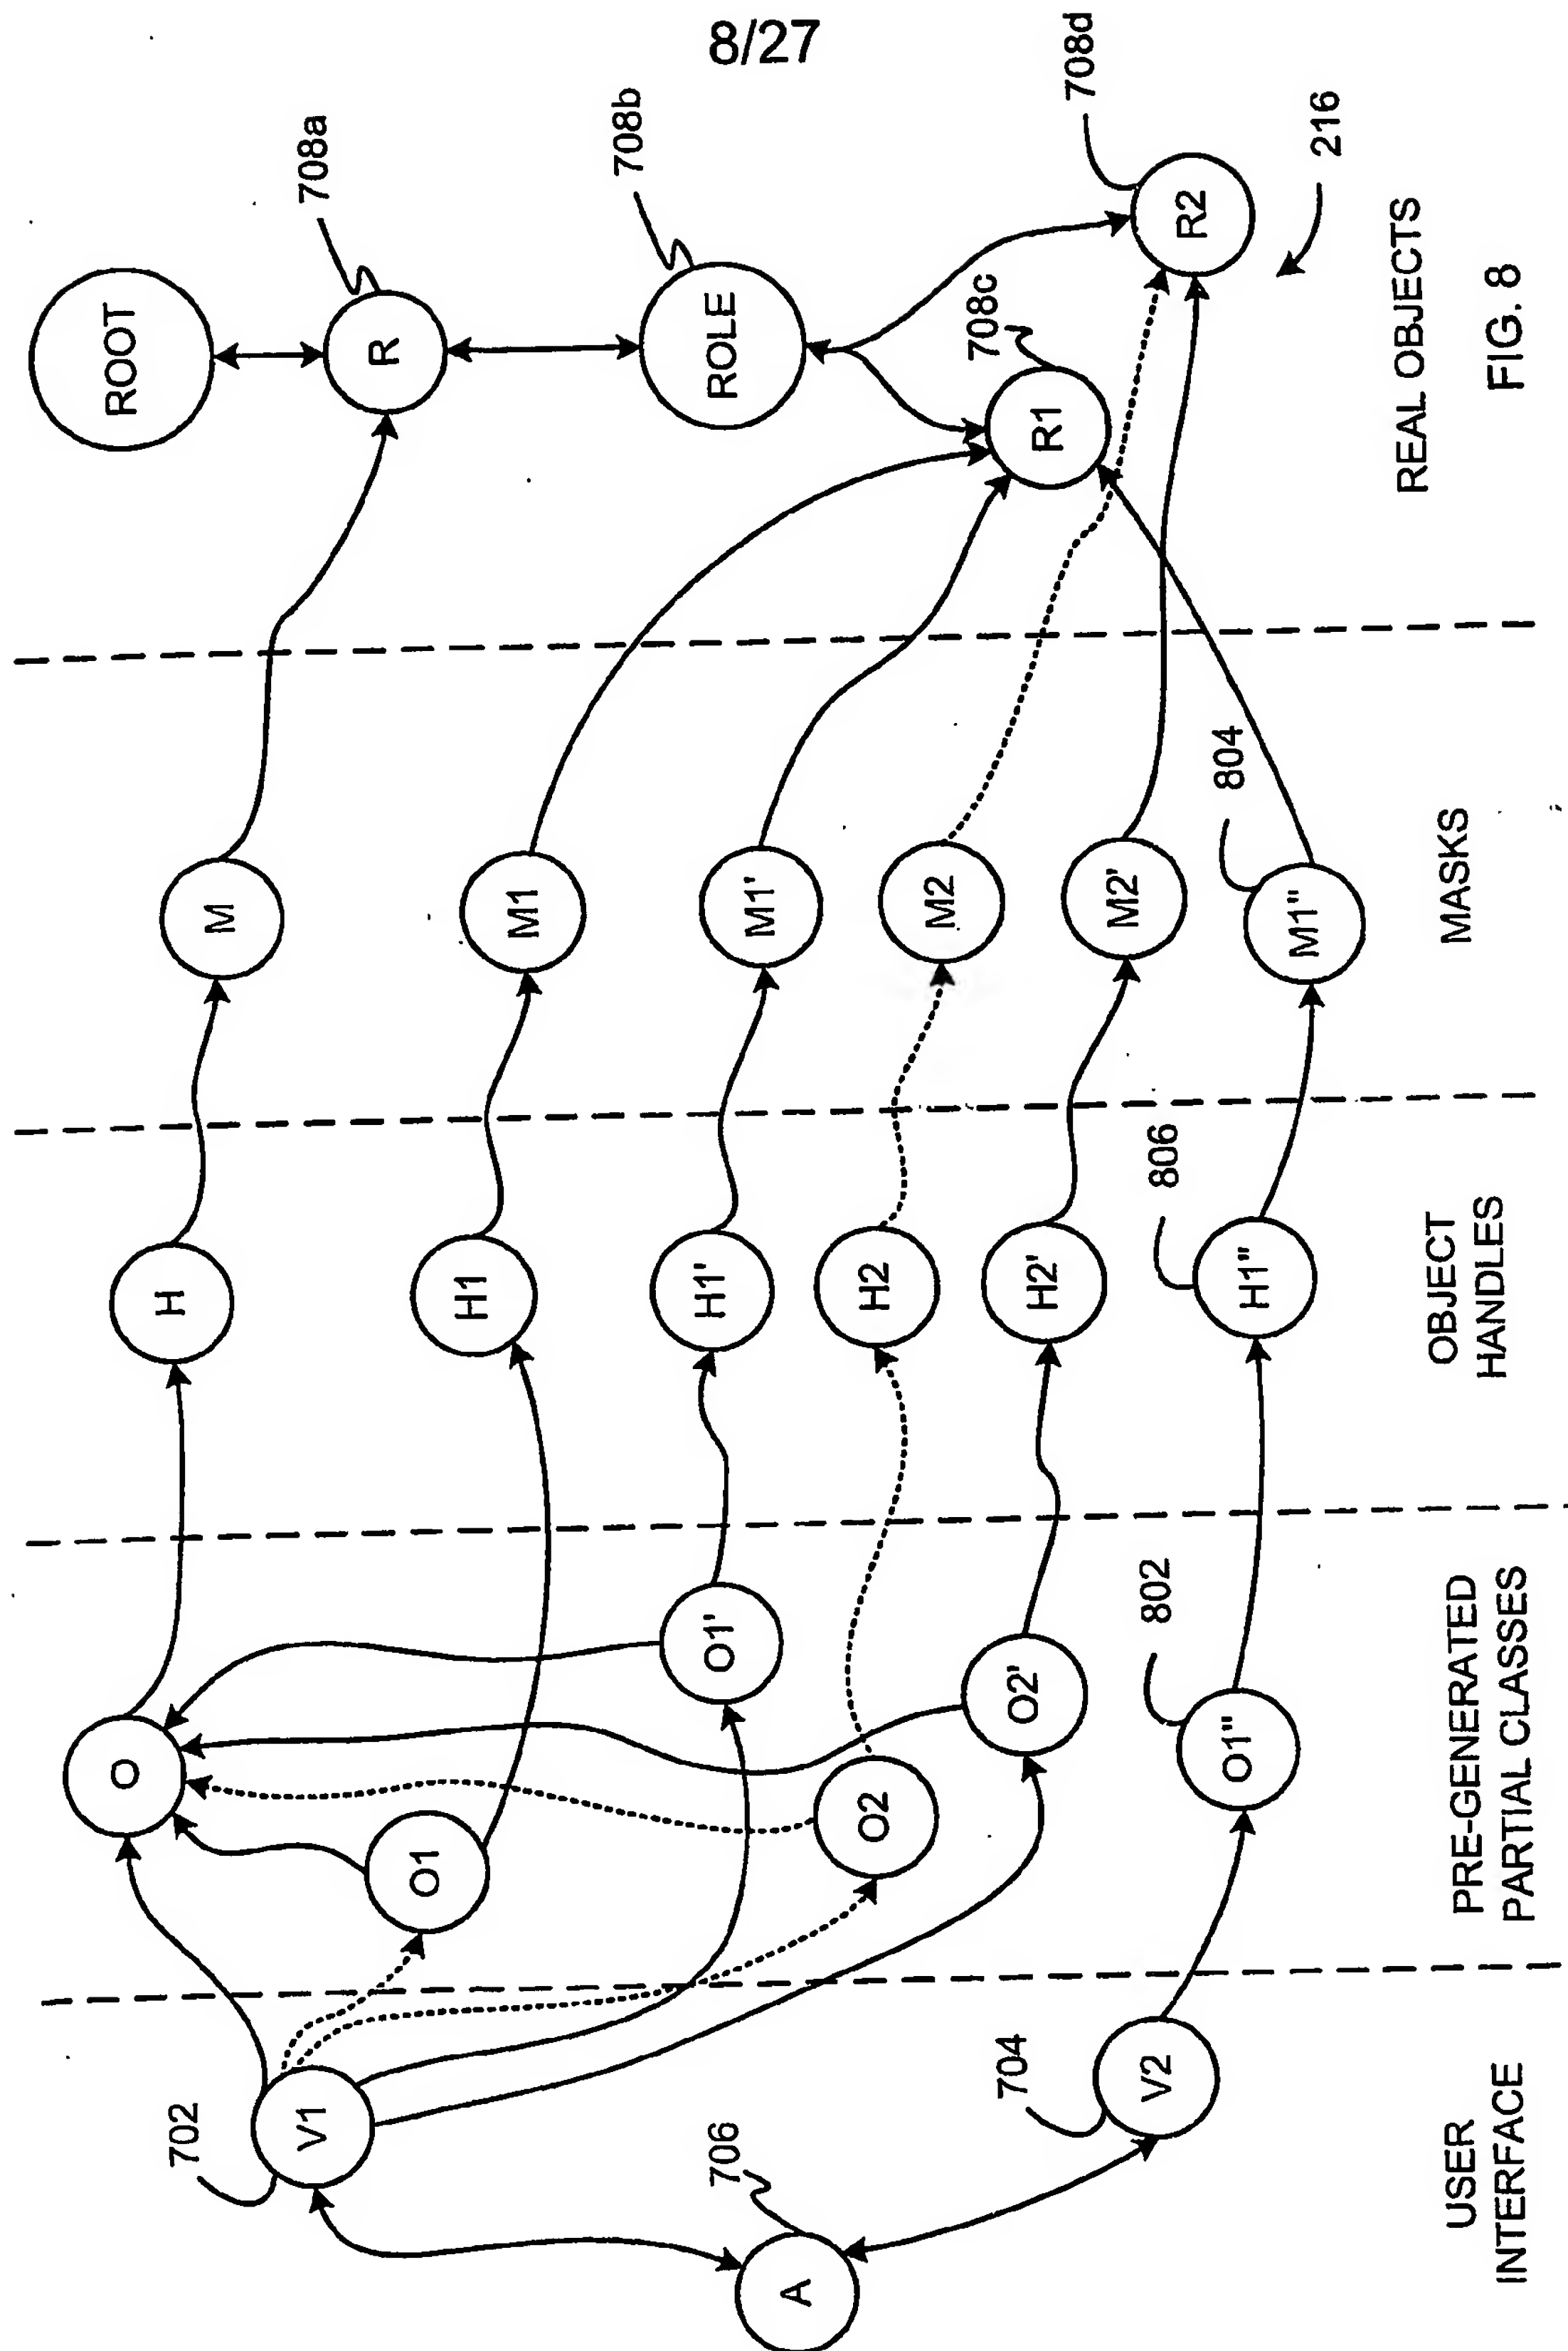 8/27
ROOT
708a
R
708b
ROLE
708c
R1
708d
R2
216
M
M1
M1'
M2
M2'
804
M1"
H
H1
H1'
H2
H2'
806
H1"
O
O1
O1'
O2
O2'
802
O1"
702
V1
706
A
704
V2
USER
INTERFACE
PRE-GENERATED
PARTIAL CLASSES
OBJECT
HANDLES
MASKS
REAL OBJECTS
FIG. 8